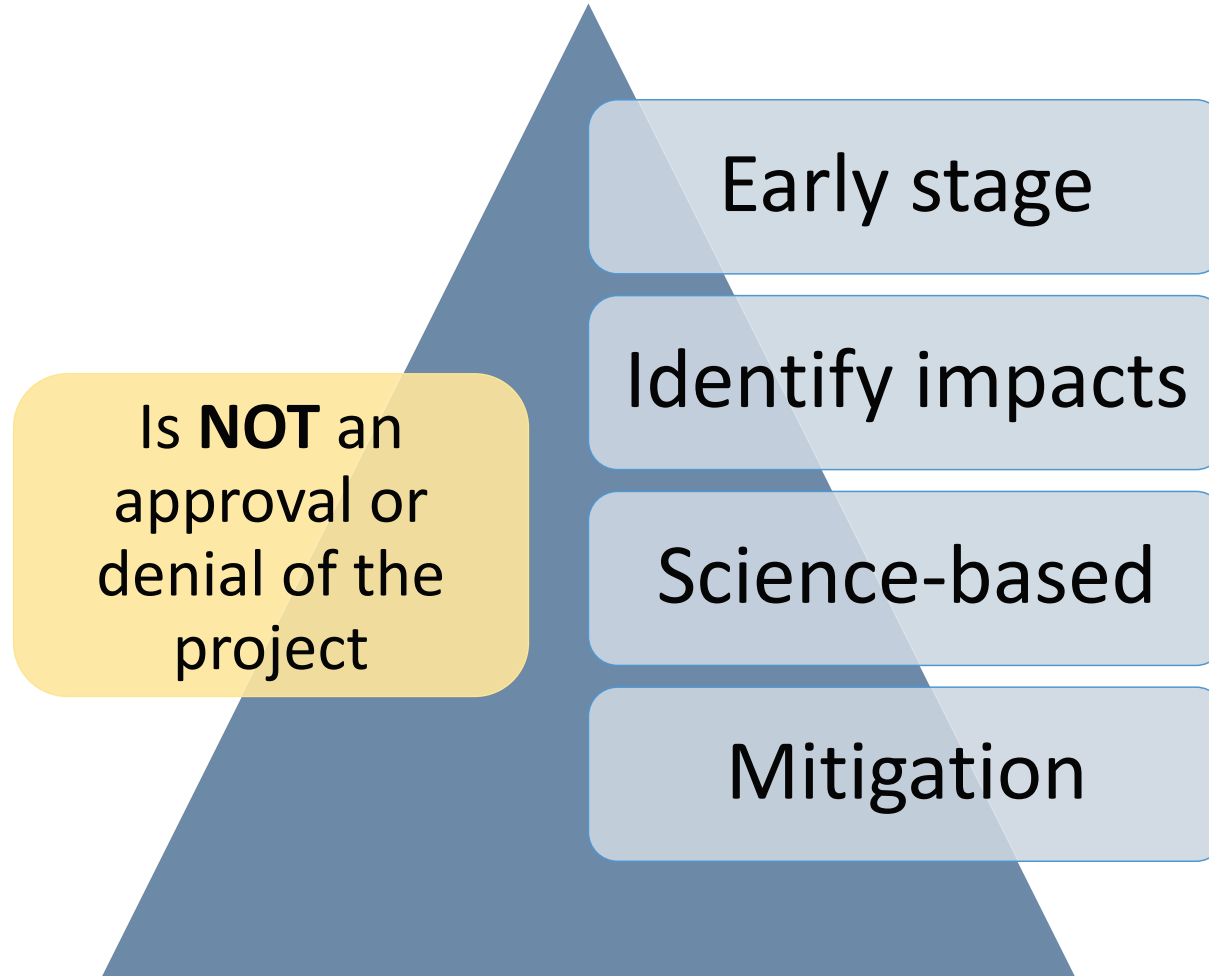 Early stage
Identify impacts
Science-based
Mitigation
Is NOT an
approval or
denial of the
project